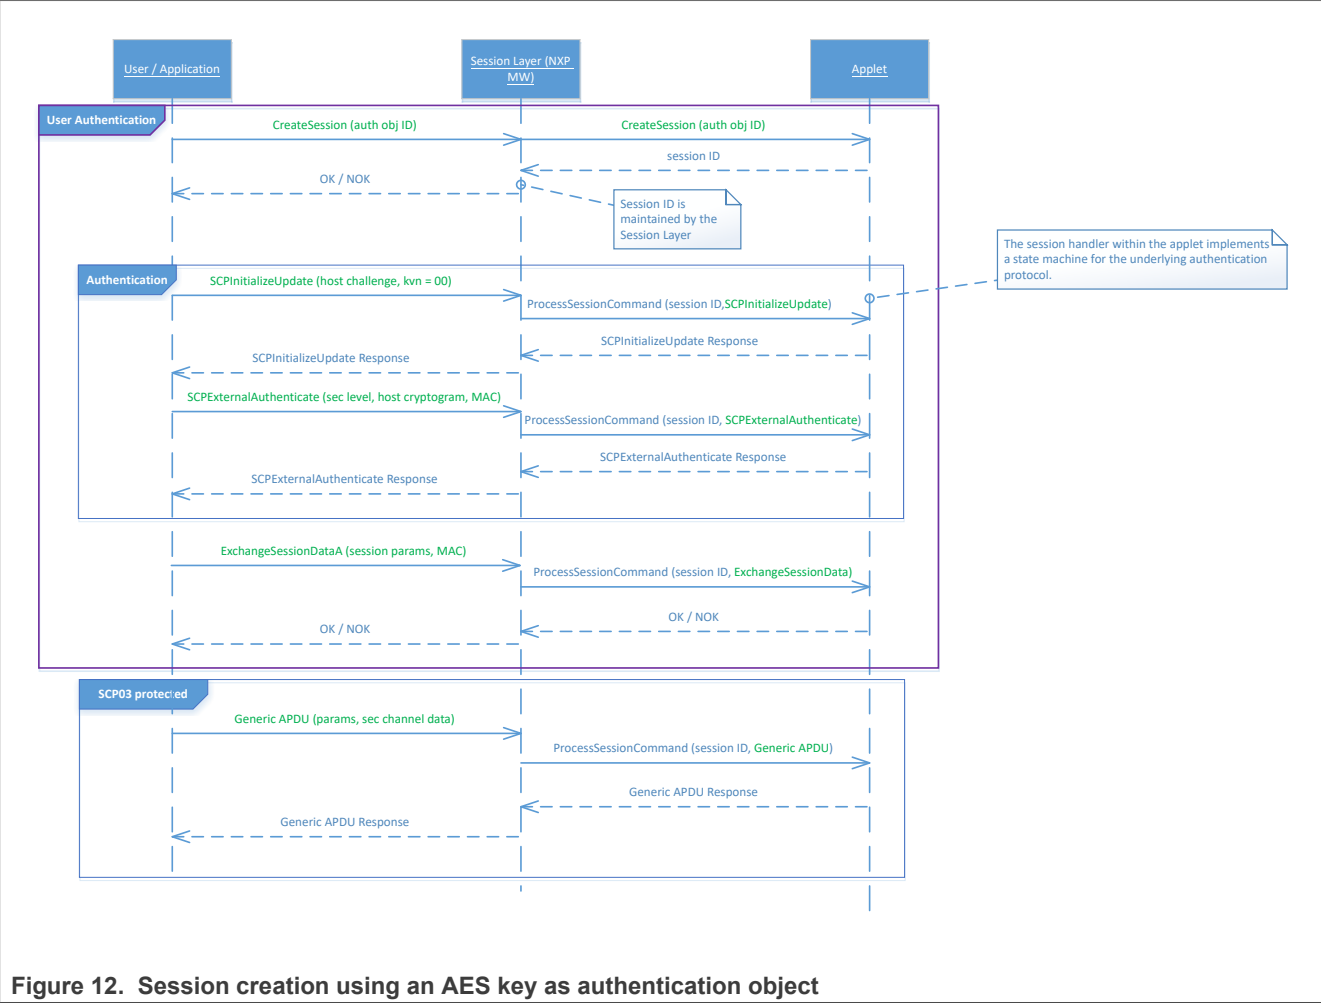 User / Application
Session Layer (NXP
MW)
Applet
User Authentication
CreateSession (auth obj ID)
CreateSession (auth obj ID)
session ID
OK / NOK
Session ID is
maintained by the
Session Layer
The session handler within the applet implements
a state machine for the underlying authentication
protocol.
Authentication
SCPInitializeUpdate (host challenge, kvn = 00)
ProcessSessionCommand (session ID,SCPInitializeUpdate)
SCPInitializeUpdate Response
SCPInitializeUpdate Response
SCPExternalAuthenticate (sec level, host cryptogram, MAC)
ProcessSessionCommand (session ID, SCPExternalAuthenticate)
SCPExternalAuthenticate Response
SCPExternalAuthenticate Response
ExchangeSessionDataA (session params, MAC)
ProcessSessionCommand (session ID, ExchangeSessionData)
OK / NOK
OK / NOK
SCP03 protected
Generic APDU (params, sec channel data)
ProcessSessionCommand (session ID, Generic APDU)
Generic APDU Response
Generic APDU Response
Figure 12. Session creation using an AES key as authentication object